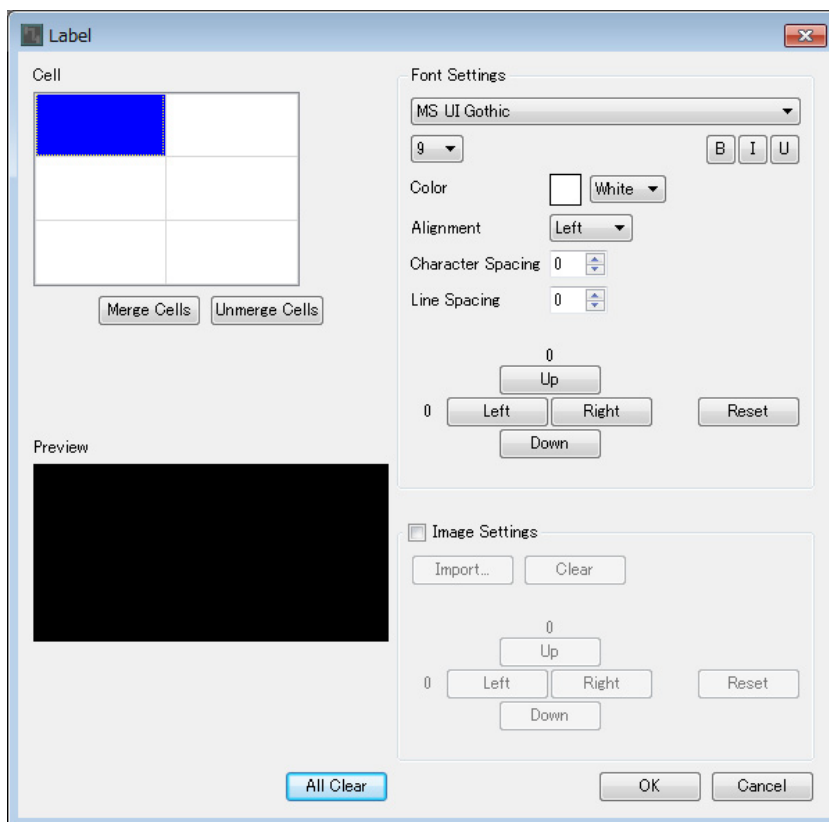 Label
Cell
Merge Cells Unmerge Cells
Preview
Font Settings
MS UI Gothic
9 B I U
Color White
Alignment Left
Character Spacing 0
Line Spacing 0
0
Up
0 Left Right Reset
Down
Image Settings
Import... Clear
0
Up
0 Left Right Reset
Down
All Clear OK Cancel